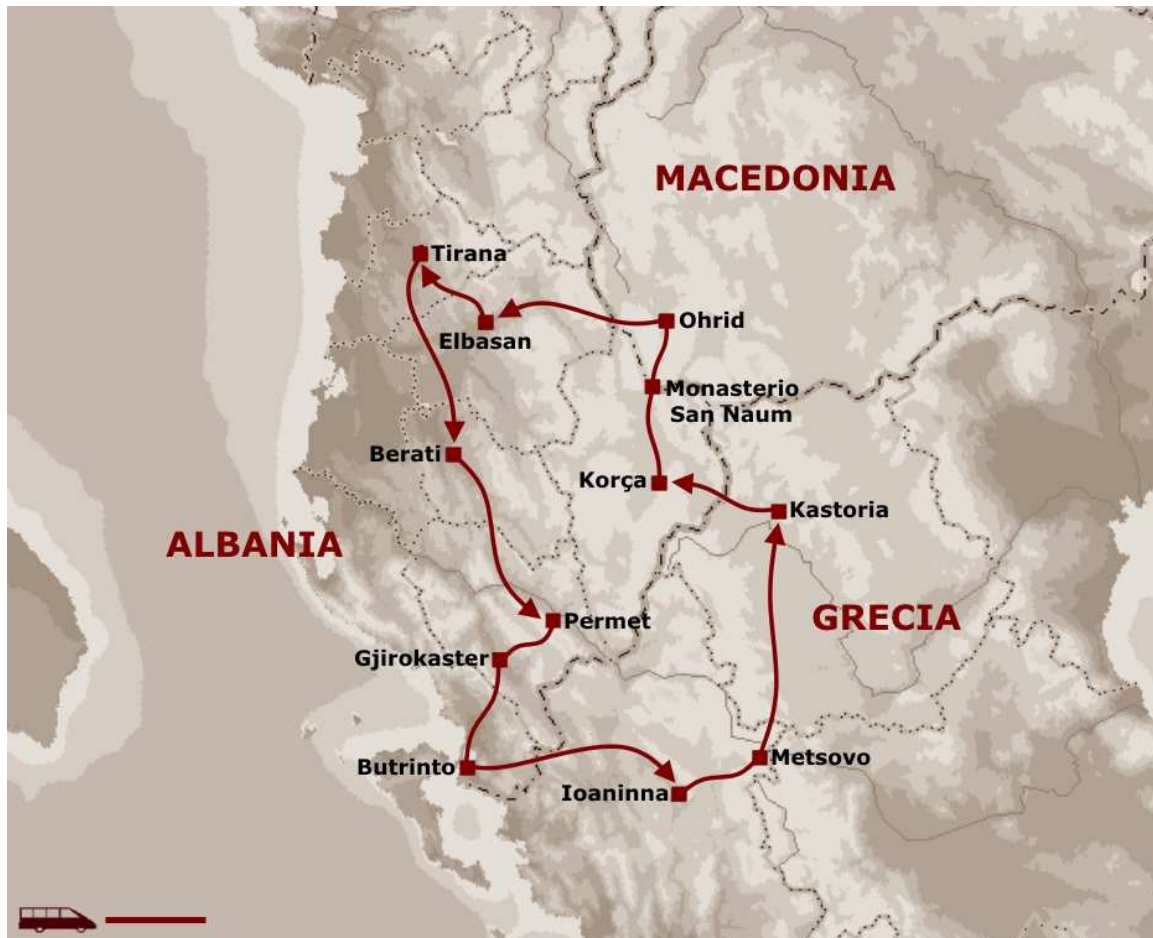 MACEDONIA
Tirana
Ohrid
Elbasan
Monasterio
San Naum
Berati
Korça
Kastoria
ALBANIA
GRECIA
Permet
Gjirokaster
Metsovo
Butrinto
Ioaninna